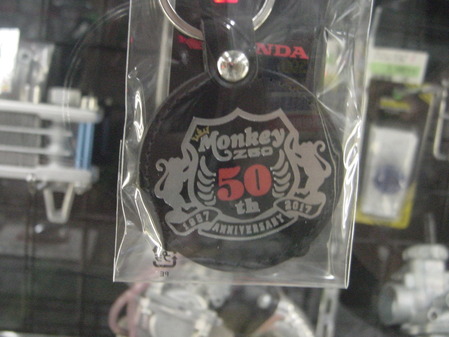 HONDA
Monkey
Z50
50
th
1967 2017
ANNIVERSARY